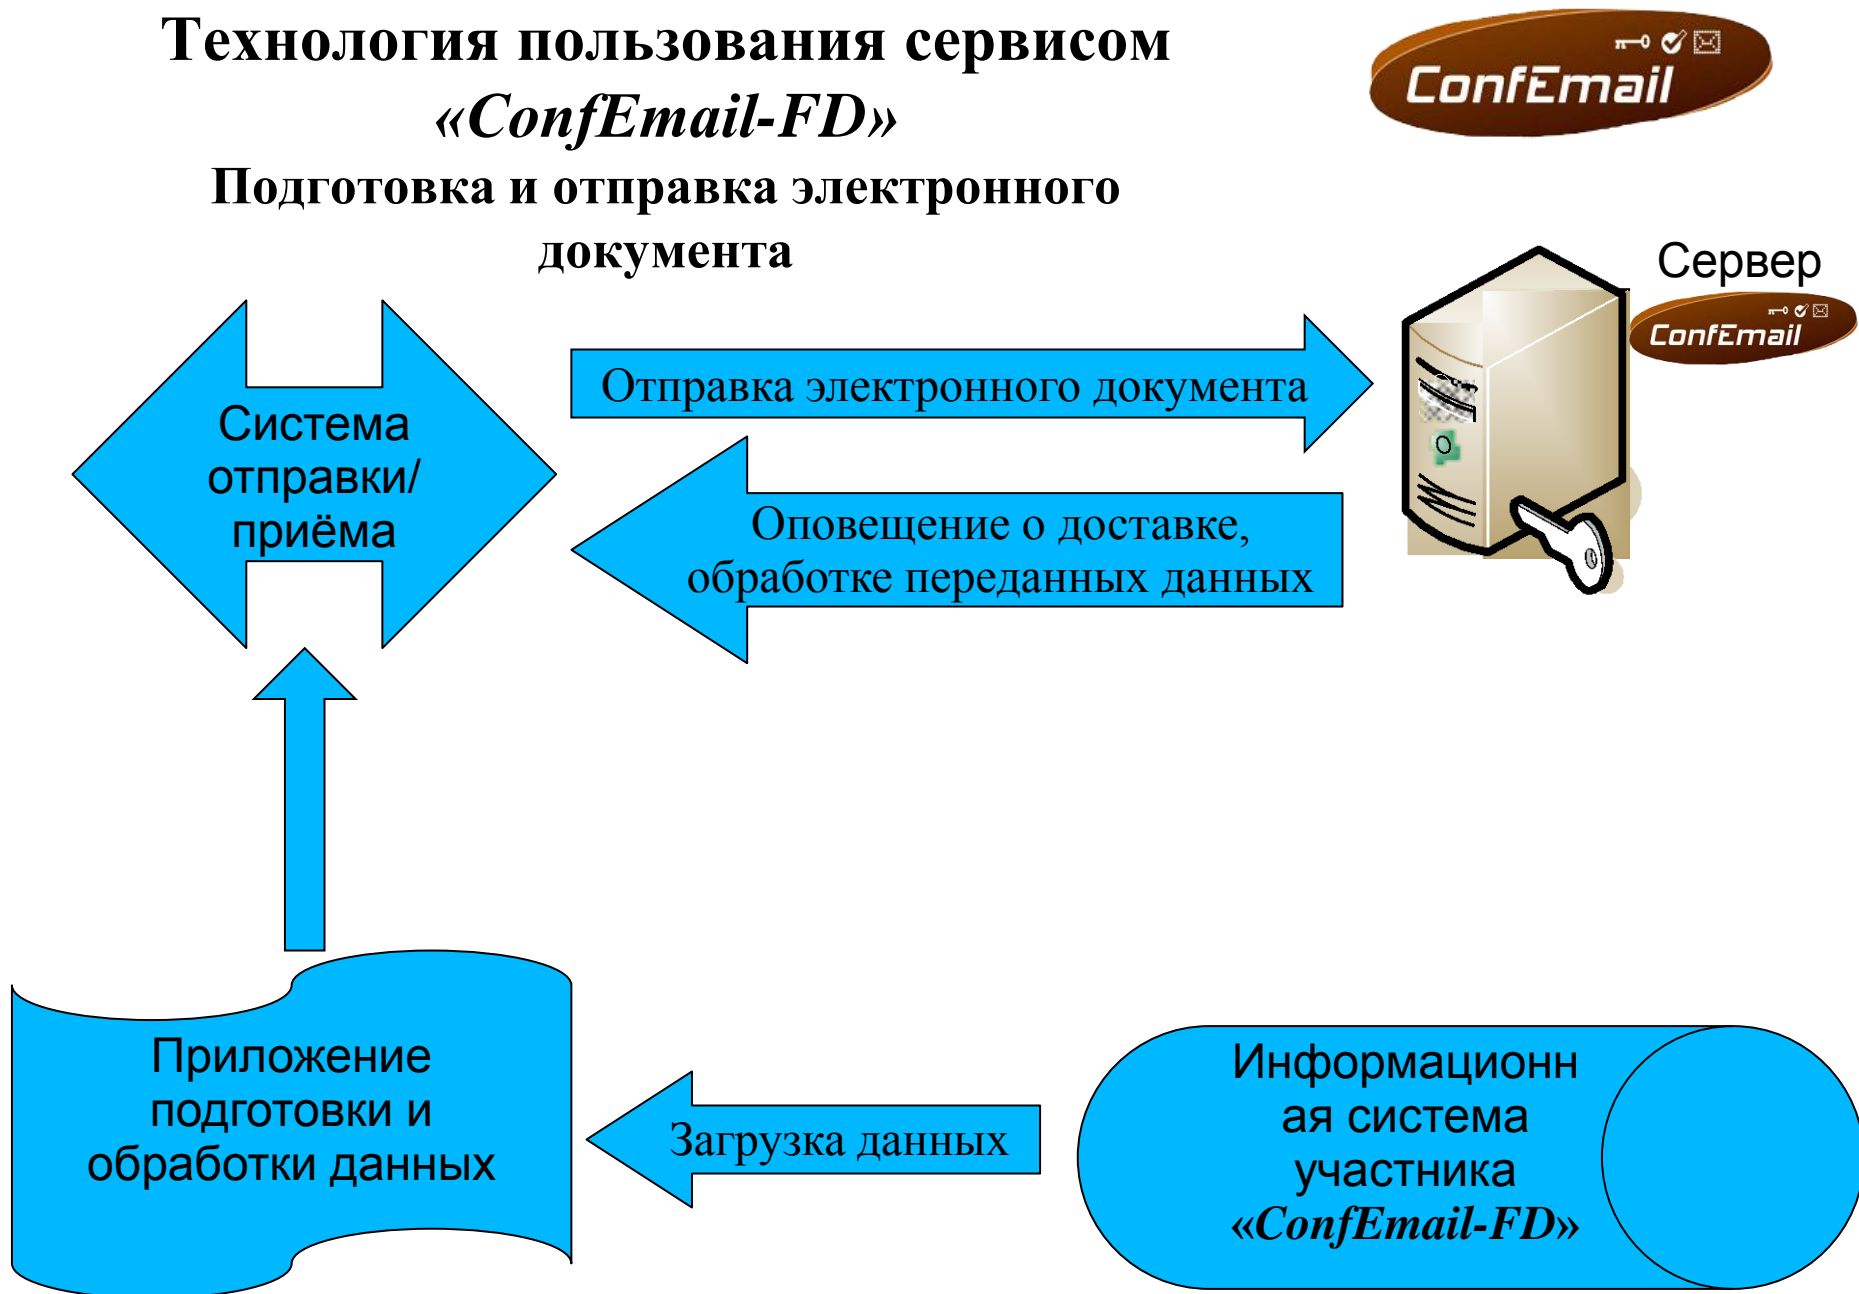 Технология пользования сервисом
«ConfEmail-FD»
Подготовка и отправка электронного
документа
ConfEmail
Сервер
ConfEmail
Отправка электронного документа
Система
отправки/
приёма
Оповещение о доставке,
обработке переданных данных
Приложение
подготовки и
обработки данных
Загрузка данных
Информационн
ая система
участника
«ConfEmail-FD»